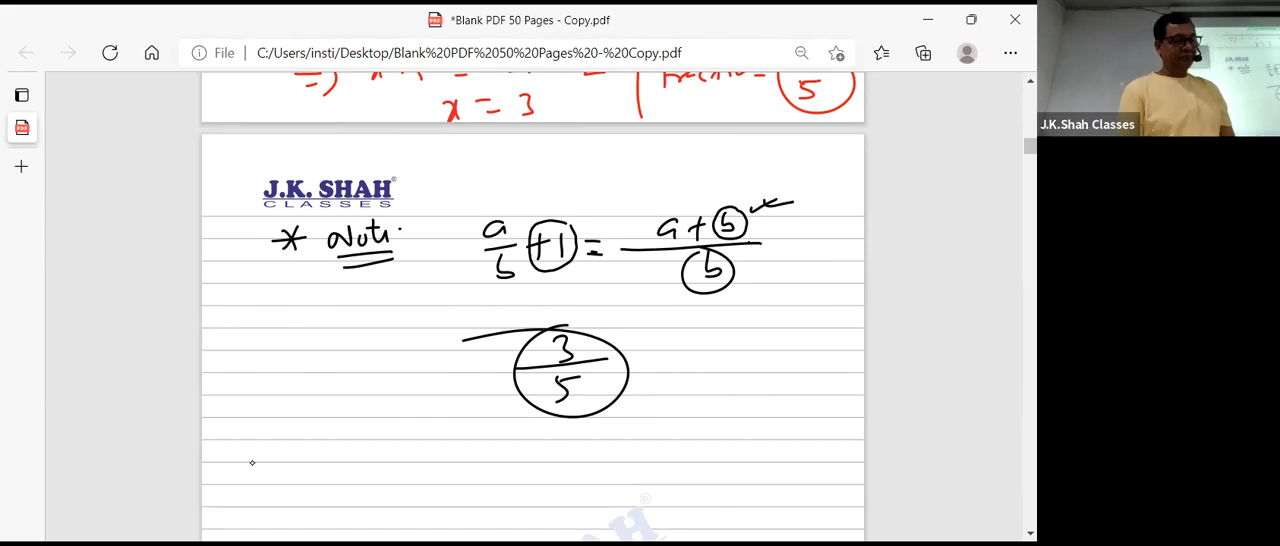 *Blank PDF 50 Pages - Copy.pdf
File | C:/Users/insti/Desktop/Blank%20PDF%2050%20Pages%20-%20Copy.pdf
x = 3
5
J.K. SHAH®
CLASSES
* Note:
a/b + 1 = a + b / b
3/5
J.K.Shah Classes